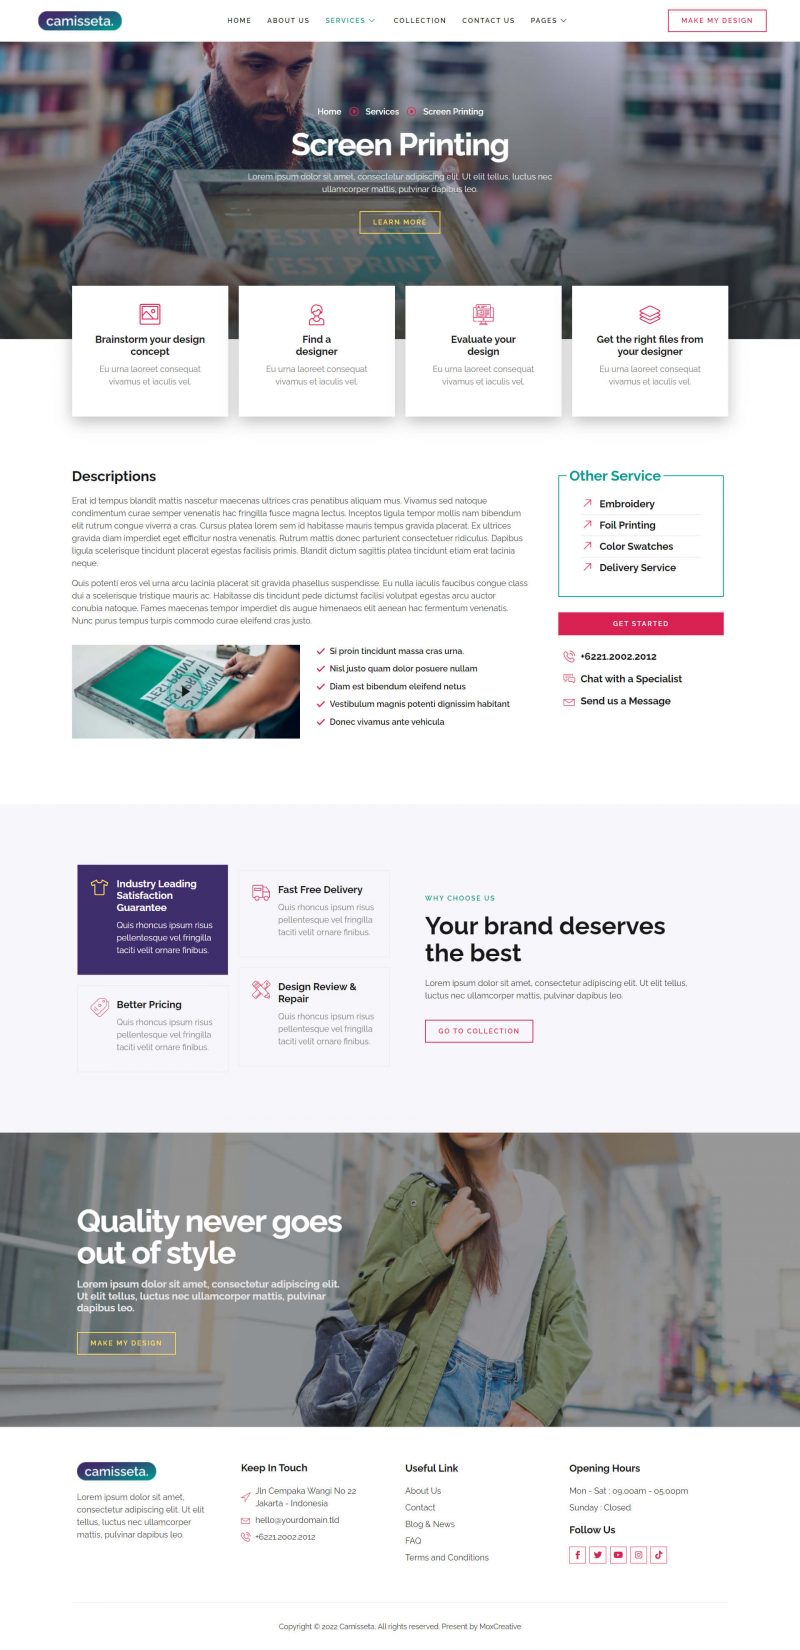 camisseta.
HOME ABOUT US SERVICES COLLECTION CONTACT US PAGES
MAKE MY DESIGN
Home Services Screen Printing
Screen Printing
Lorem ipsum dolor sit amet, consectetur adipiscing elit. Ut elit tellus, luctus nec
ullamcorper mattis, pulvinar dapibus leo.
LEARN MORE
TEST PRINT
TEST PRINT
Brainstorm your design
concept
Eu urna laoreet consequat
vivamus et iaculis vel.
Find a
designer
Eu urna laoreet consequat
vivamus et iaculis vel.
Evaluate your
design
Eu urna laoreet consequat
vivamus et iaculis vel.
Get the right files from
your designer
Eu urna laoreet consequat
vivamus et iaculis vel.
Descriptions
Erat id tempus blandit mattis nascetur maecenas ultrices cras penatibus aliquam mus. Vivamus sed natoque
condimentum curae semper venenatis hac fringilla fusce magna lectus. Inceptos ligula tempor mollis nam bibendum
elit rutrum congue viverra a cras. Cursus platea lorem sem id habitasse mauris tempus gravida placerat. Ex ultrices
gravida diam imperdiet eget efficitur nostra venenatis. Rutrum mattis donec parturient consectetuer ridiculus. Dapibus
ligula scelerisque tincidunt placerat egestas facilisis primis. Blandit dictum sagittis platea tincidunt etiam erat lacinia
neque.
Quis potenti eros vel urna arcu lacinia placerat sit gravida phasellus suspendisse. Eu nulla iaculis faucibus congue class
dui a scelerisque tristique mauris ac. Habitasse dis tincidunt pede dictumst facilisi volutpat egestas arcu auctor
conubia natoque. Fames maecenas tempor imperdiet dis augue himenaeos elit aenean hac fermentum venenatis.
Nunc purus tempus turpis commodo curae eleifend cras justo.
TEST PRINT
TEST PRINT
Si proin tincidunt massa cras urna.
Nisl justo quam dolor posuere nullam
Diam est bibendum eleifend netus
Vestibulum magnis potenti dignissim habitant
Donec vivamus ante vehicula
Other Service
Embroidery
Foil Printing
Color Swatches
Delivery Service
GET STARTED
+6221.2002.2012
Chat with a Specialist
Send us a Message
Industry Leading
Satisfaction
Guarantee
Quis rhoncus ipsum risus
pellentesque vel fringilla
taciti velit ornare finibus.
Better Pricing
Quis rhoncus ipsum risus
pellentesque vel fringilla
taciti velit ornare finibus.
Fast Free Delivery
Quis rhoncus ipsum risus
pellentesque vel fringilla
taciti velit ornare finibus.
Design Review &
Repair
Quis rhoncus ipsum risus
pellentesque vel fringilla
taciti velit ornare finibus.
WHY CHOOSE US
Your brand deserves
the best
Lorem ipsum dolor sit amet, consectetur adipiscing elit. Ut elit tellus,
luctus nec ullamcorper mattis, pulvinar dapibus leo.
GO TO COLLECTION
Quality never goes
out of style
Lorem ipsum dolor sit amet, consectetur adipiscing elit.
Ut elit tellus, luctus nec ullamcorper mattis, pulvinar
dapibus leo.
MAKE MY DESIGN
camisseta.
Lorem ipsum dolor sit amet,
consectetur adipiscing elit. Ut elit
tellus, luctus nec ullamcorper
mattis, pulvinar dapibus leo.
Keep In Touch
Jln Cempaka Wangi No 22
Jakarta - Indonesia
hello@yourdomain.tld
+6221.2002.2012
Useful Link
About Us
Contact
Blog & News
FAQ
Terms and Conditions
Opening Hours
Mon - Sat : 09.00am - 05.00pm
Sunday : Closed
Follow Us
Copyright © 2022 Camisseta. All rights reserved. Present by MoxCreative